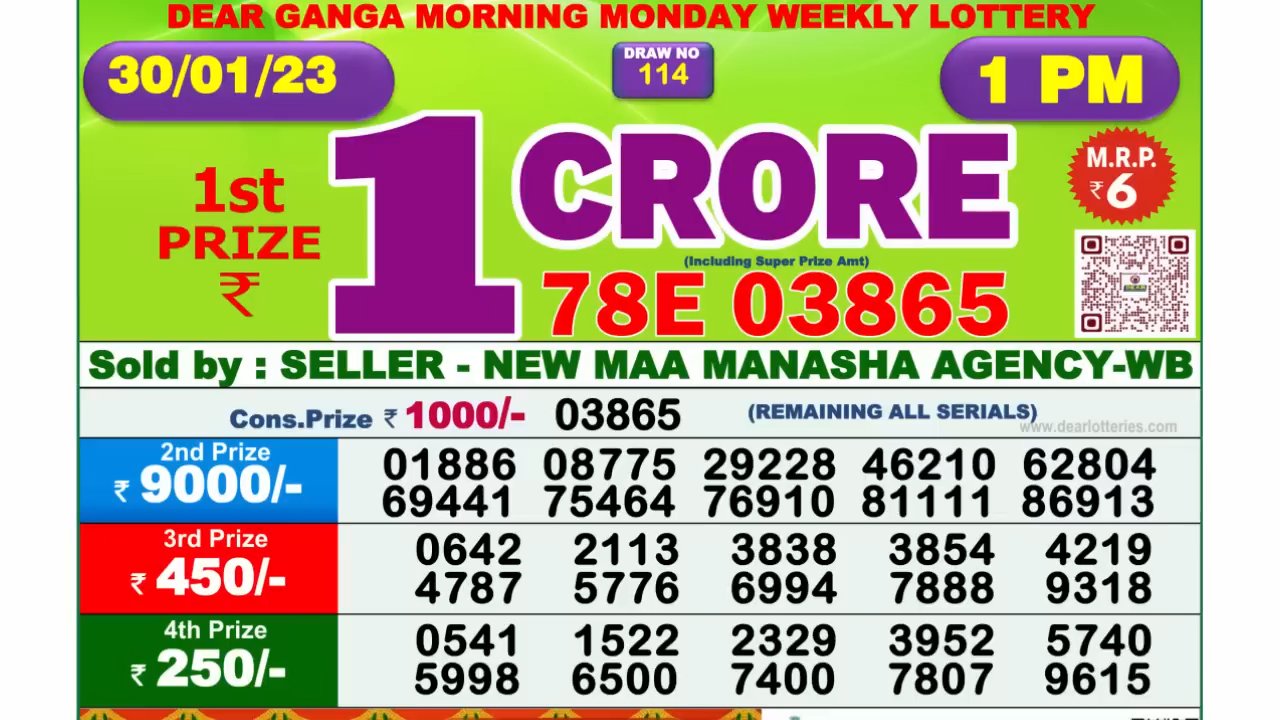 DEAR GANGA MORNING MONDAY WEEKLY LOTTERY
30/01/23
DRAW NO
114
1 PM
1st
PRIZE
₹
1 CRORE
M.R.P.
₹6
(Including Super Prize Amt)
78E 03865
Sold by : SELLER - NEW MAA MANASHA AGENCY-WB
Cons.Prize ₹ 1000/- 03865 (REMAINING ALL SERIALS)
www.dearlotteries.com
2nd Prize
₹ 9000/-
01886 08775 29228 46210 62804
69441 75464 76910 81111 86913
3rd Prize
₹ 450/-
0642 2113 3838 3854 4219
4787 5776 6994 7888 9318
4th Prize
₹ 250/-
0541 1522 2329 3952 5740
5998 6500 7400 7807 9615